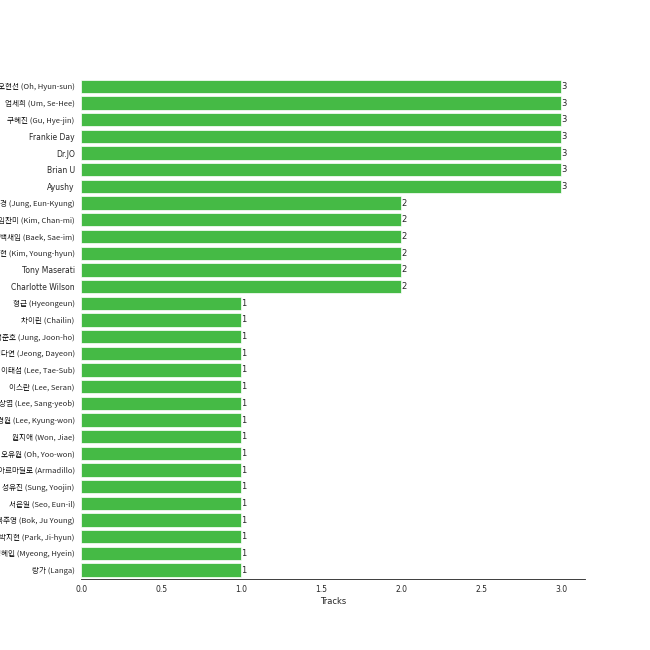 오현선 (Oh, Hyun-sun) 3
엄세희 (Um, Se-Hee) 3
구혜진 (Gu, Hye-jin) 3
Frankie Day 3
Dr.JO 3
Brian U 3
Ayushy 3
경 (Jung, Eun-Kyung) 2
임찬미 (Kim, Chan-mi) 2
백새임 (Baek, Sae-im) 2
현 (Kim, Young-hyun) 2
Tony Maserati 2
Charlotte Wilson 2
형근 (Hyeongeun) 1
차이린 (Chailin) 1
준호 (Jung, Joon-ho) 1
다연 (Jeong, Dayeon) 1
이태섭 (Lee, Tae-Sub) 1
이스란 (Lee, Seran) 1
상엽 (Lee, Sang-yeob) 1
경원 (Lee, Kyung-won) 1
원지애 (Won, Jiae) 1
오유원 (Oh, Yoo-won) 1
아르마딜로 (Armadillo) 1
성유진 (Sung, Yoojin) 1
서은일 (Seo, Eun-il) 1
주영 (Bok, Ju Young) 1
박지현 (Park, Ji-hyun) 1
혜인 (Myeong, Hyein) 1
랑가 (Langa) 1
0.0 0.5 1.0 1.5 2.0 2.5 3.0
Tracks